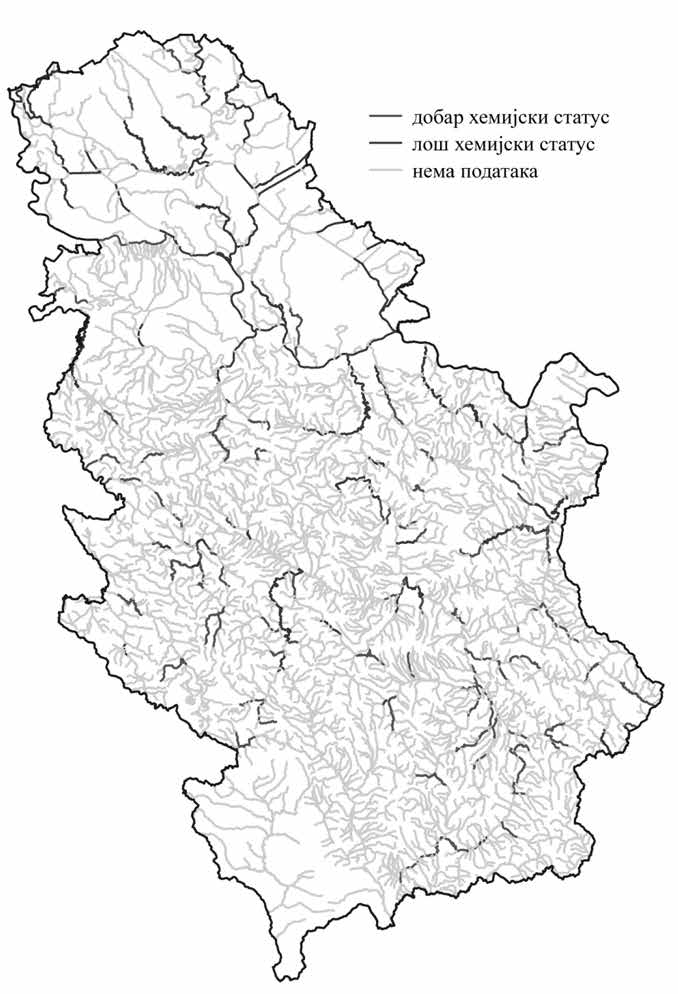 добар хемијски статус
лош хемијски статус
нема података